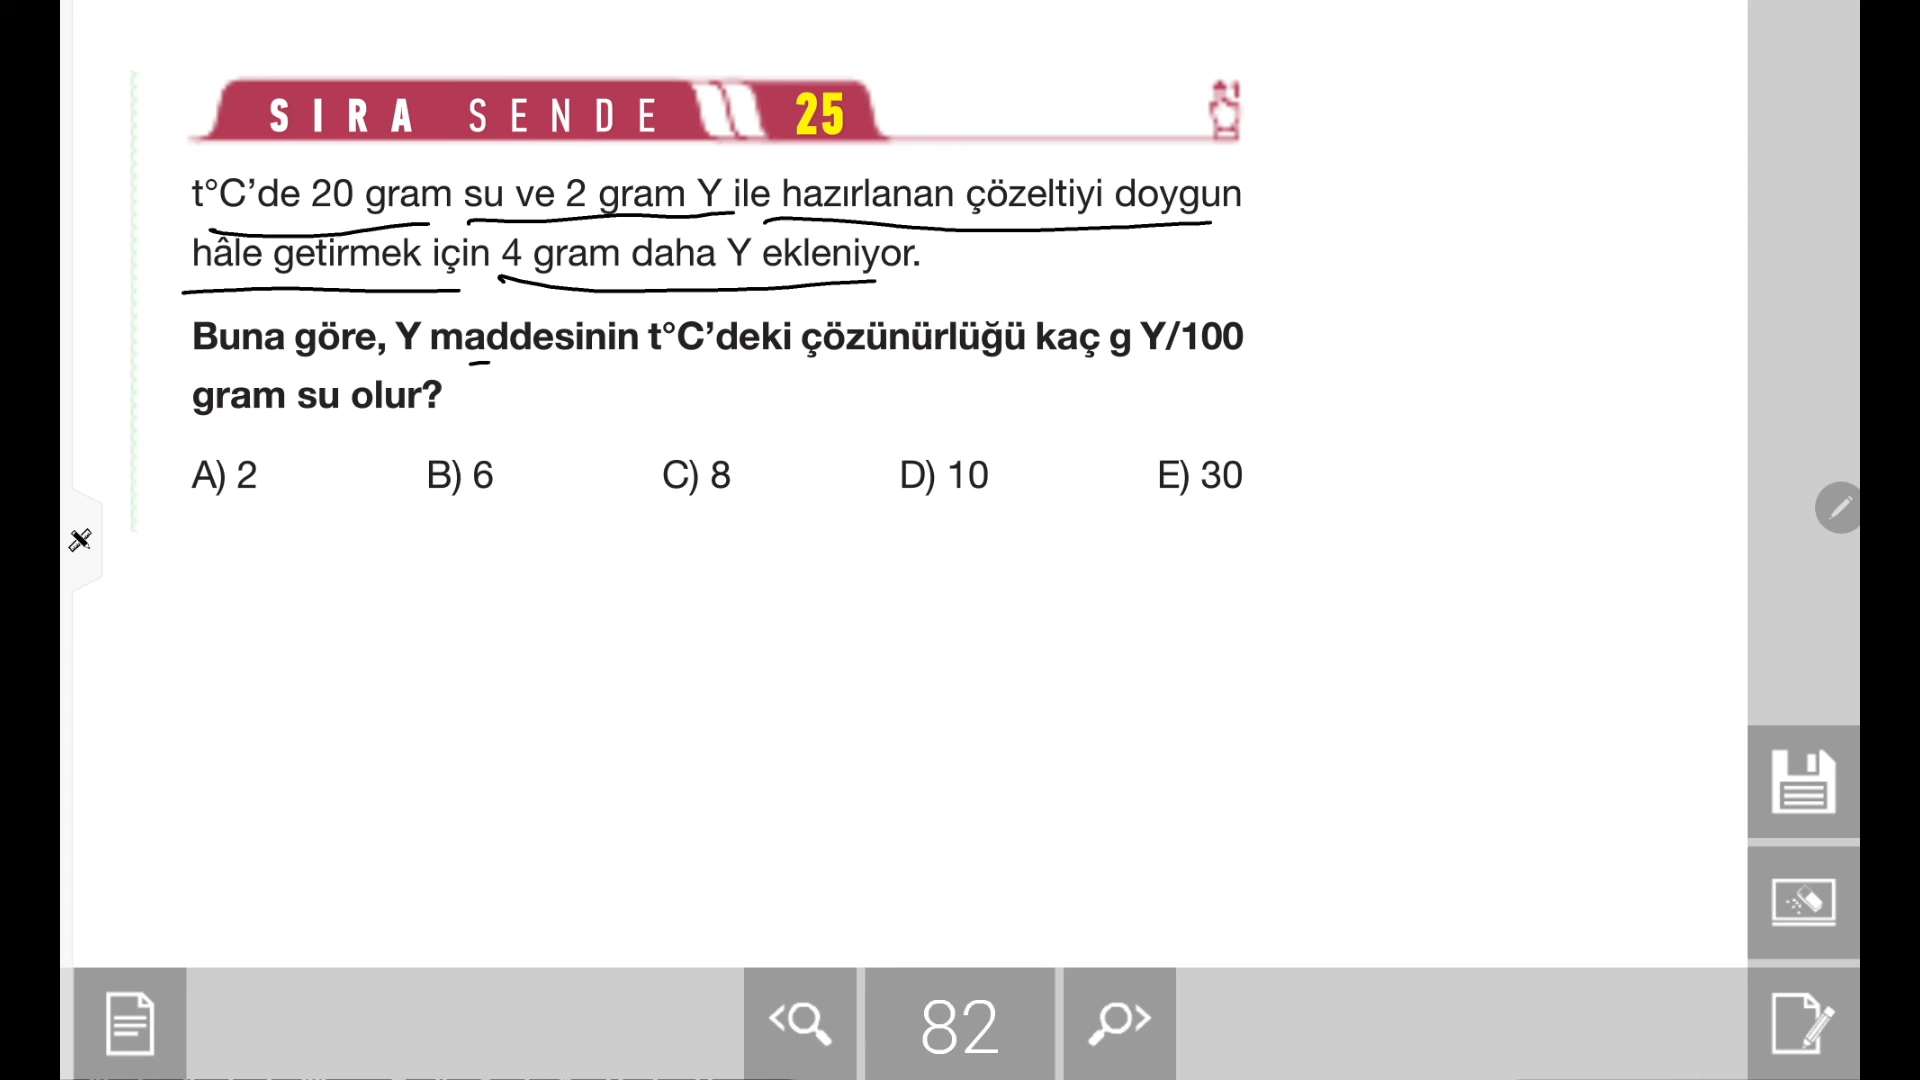 SIRA SENDE 25
t°C’de 20 gram su ve 2 gram Y ile hazırlanan çözeltiyi doygun
hâle getirmek için 4 gram daha Y ekleniyor.
Buna göre, Y maddesinin t°C’deki çözünürlüğü kaç g Y/100
gram su olur?
A) 2 B) 6 C) 8 D) 10 E) 30
82